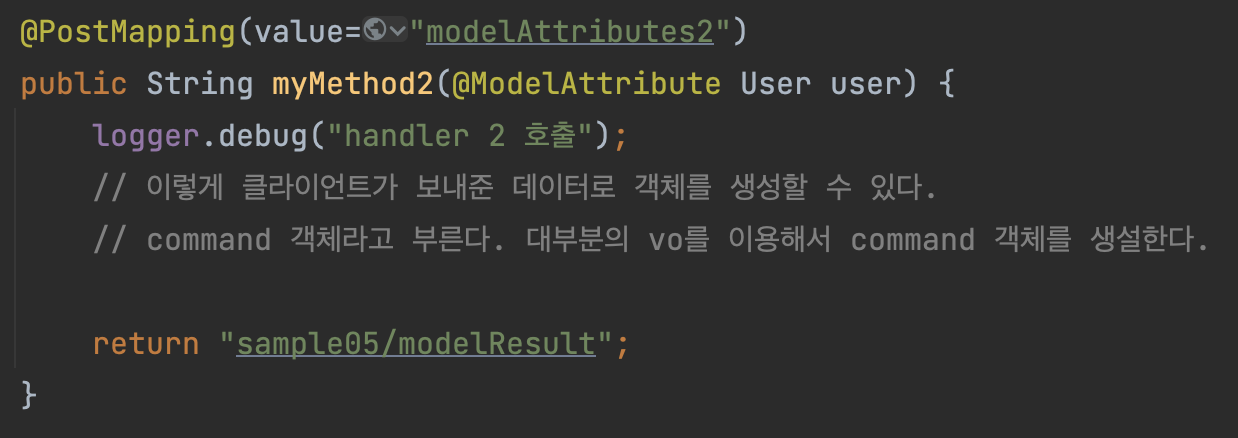 @PostMapping(value="modelAttributes2")
public String myMethod2(@ModelAttribute User user) {
logger.debug("handler 2 호출");
// 이렇게 클라이언트가 보내준 데이터로 객체를 생성할 수 있다.
// command 객체라고 부른다. 대부분의 vo를 이용해서 command 객체를 생설한다.
return "sample05/modelResult";
}